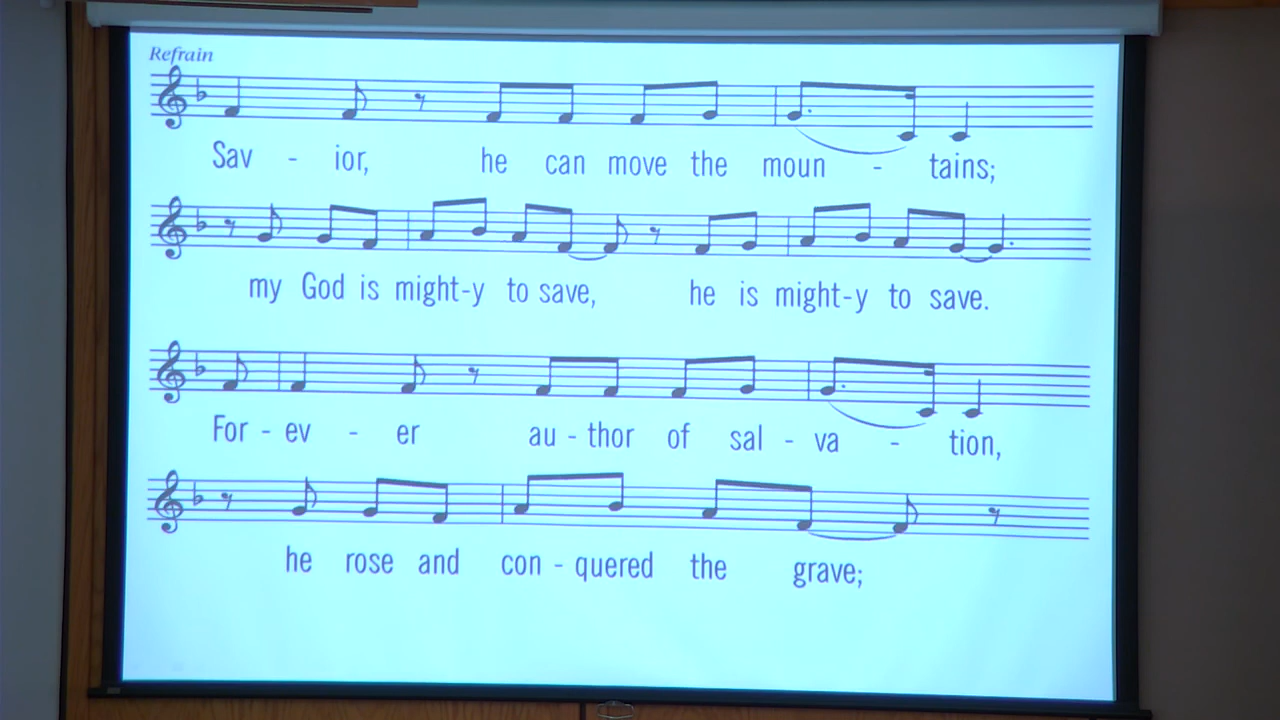 Refrain
Sav - ior, he can move the moun - tains;
my God is might-y to save, he is might-y to save.
For - ev - er au - thor of sal - va - tion,
he rose and con - quered the grave;